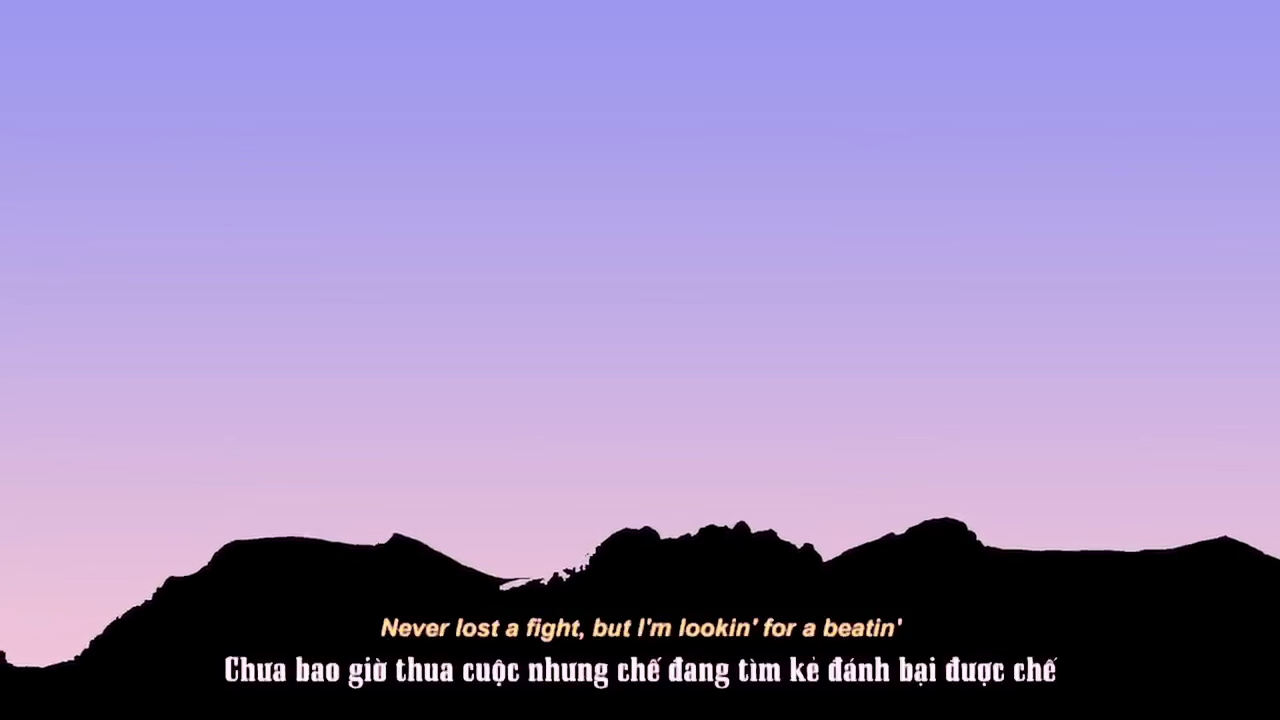 Never lost a fight, but I'm lookin' for a beatin'
Chưa bao giờ thua cuộc nhưng chế đang tìm kẻ đánh bại được chế